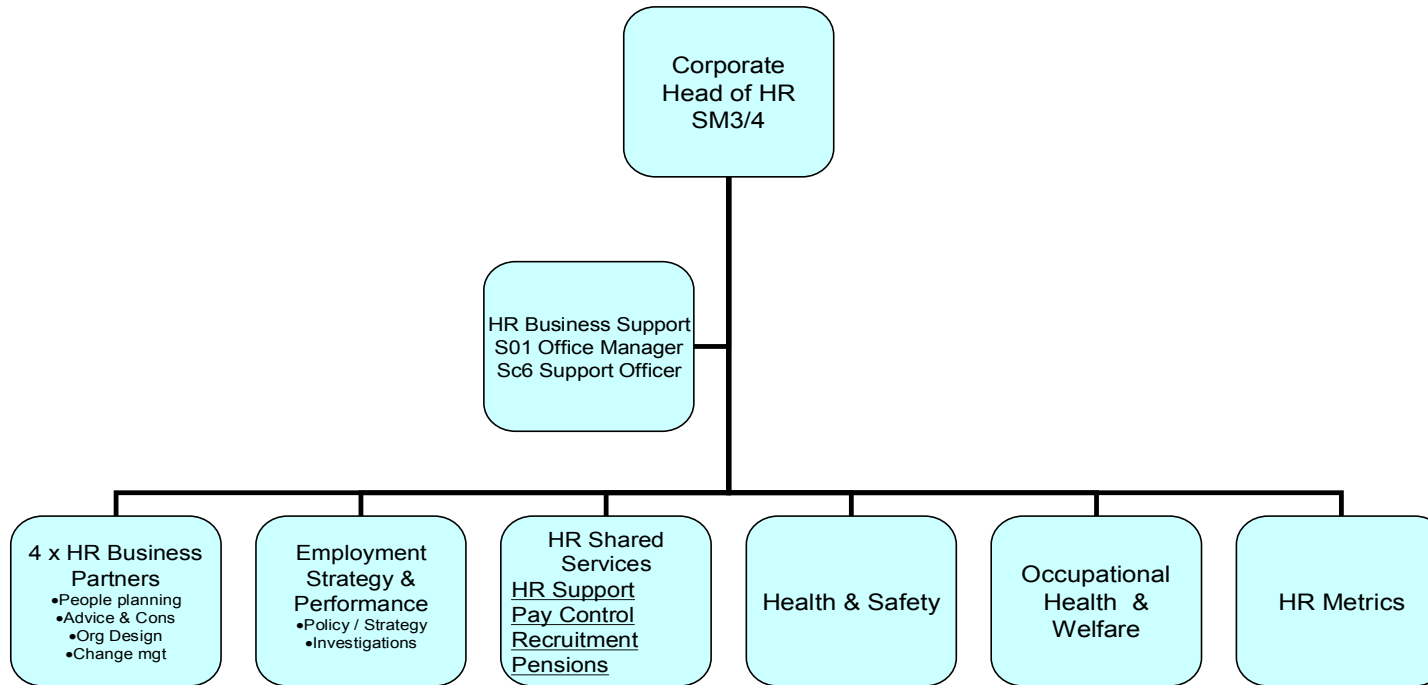 Corporate
Head of HR
SM3/4
HR Business Support
S01 Office Manager
Sc6 Support Officer
4 x HR Business
Partners
•People planning
•Advice & Cons
•Org Design
•Change mgt
Employment
Strategy &
Performance
•Policy / Strategy
•Investigations
HR Shared
Services
HR Support
Pay Control
Recruitment
Pensions
Health & Safety
Occupational
Health &
Welfare
HR Metrics